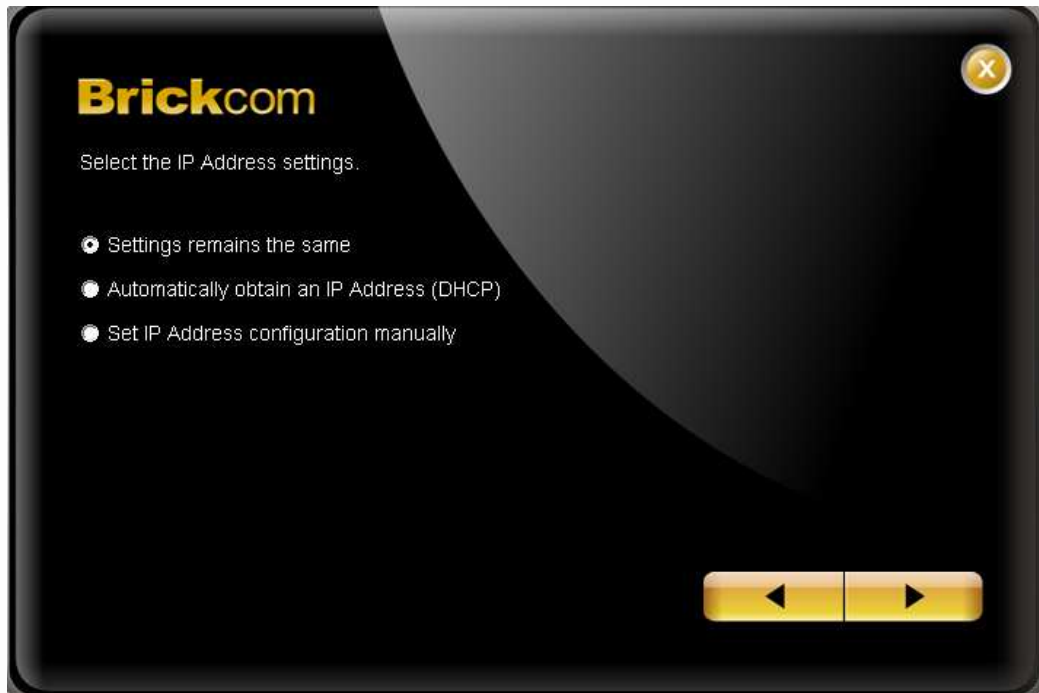 Brickcom
X
Select the IP Address settings.
Settings remains the same
Automatically obtain an IP Address (DHCP)
Set IP Address configuration manually